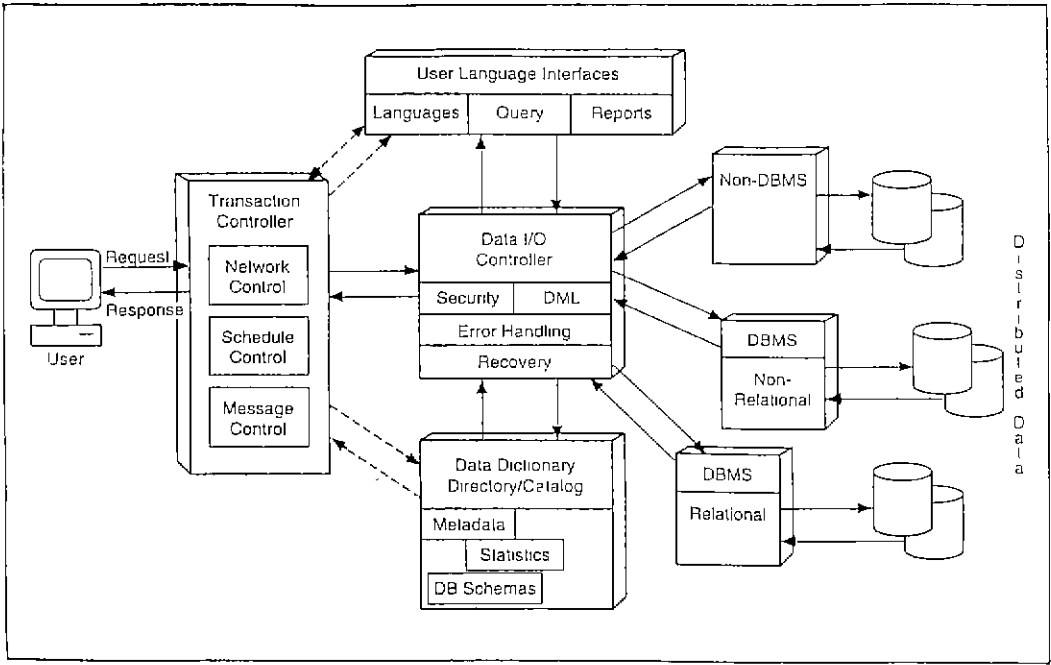 User Language Interfaces
Languages
Query
Reports
Transaction
Controller
Network
Control
Schedule
Control
Message
Control
Request
Response
User
Data I/O
Controller
Security
DML
Error Handling
Recovery
Data Dictionary
Directory/Catalog
Metadata
Statistics
DB Schemas
Non-DBMS
DBMS
Non-
Relational
DBMS
Relational
Distributed Data